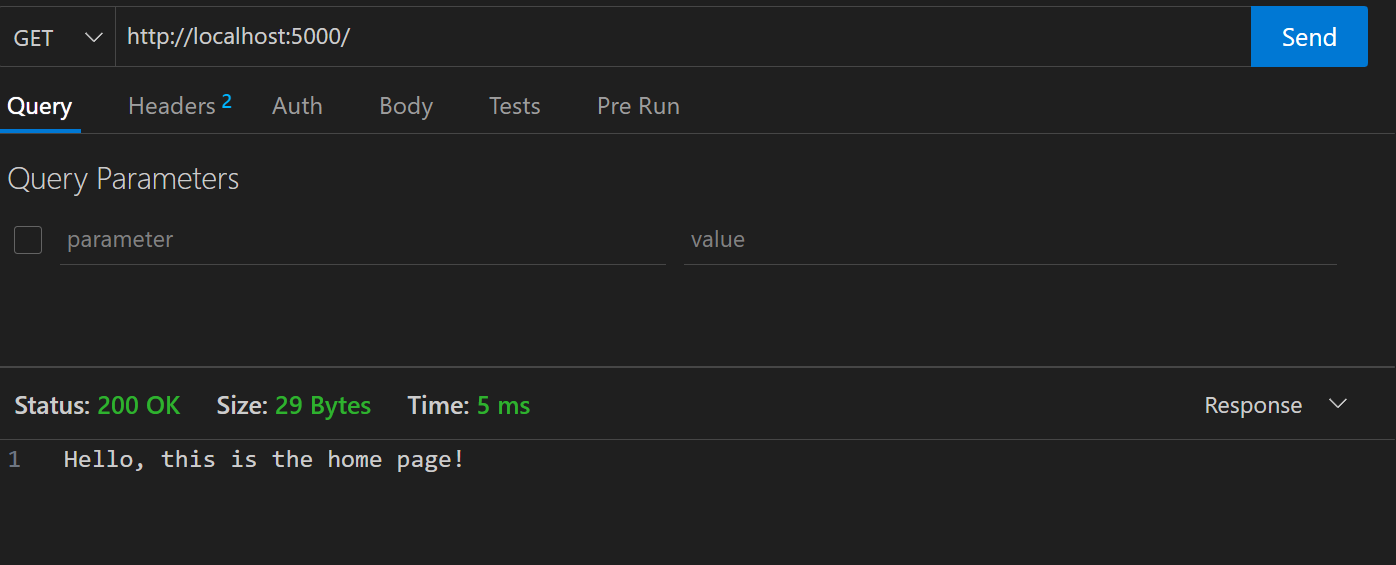 GET http://localhost:5000/ Send
Query Headers 2 Auth Body Tests Pre Run
Query Parameters
parameter value
Status: 200 OK Size: 29 Bytes Time: 5 ms Response
1 Hello, this is the home page!